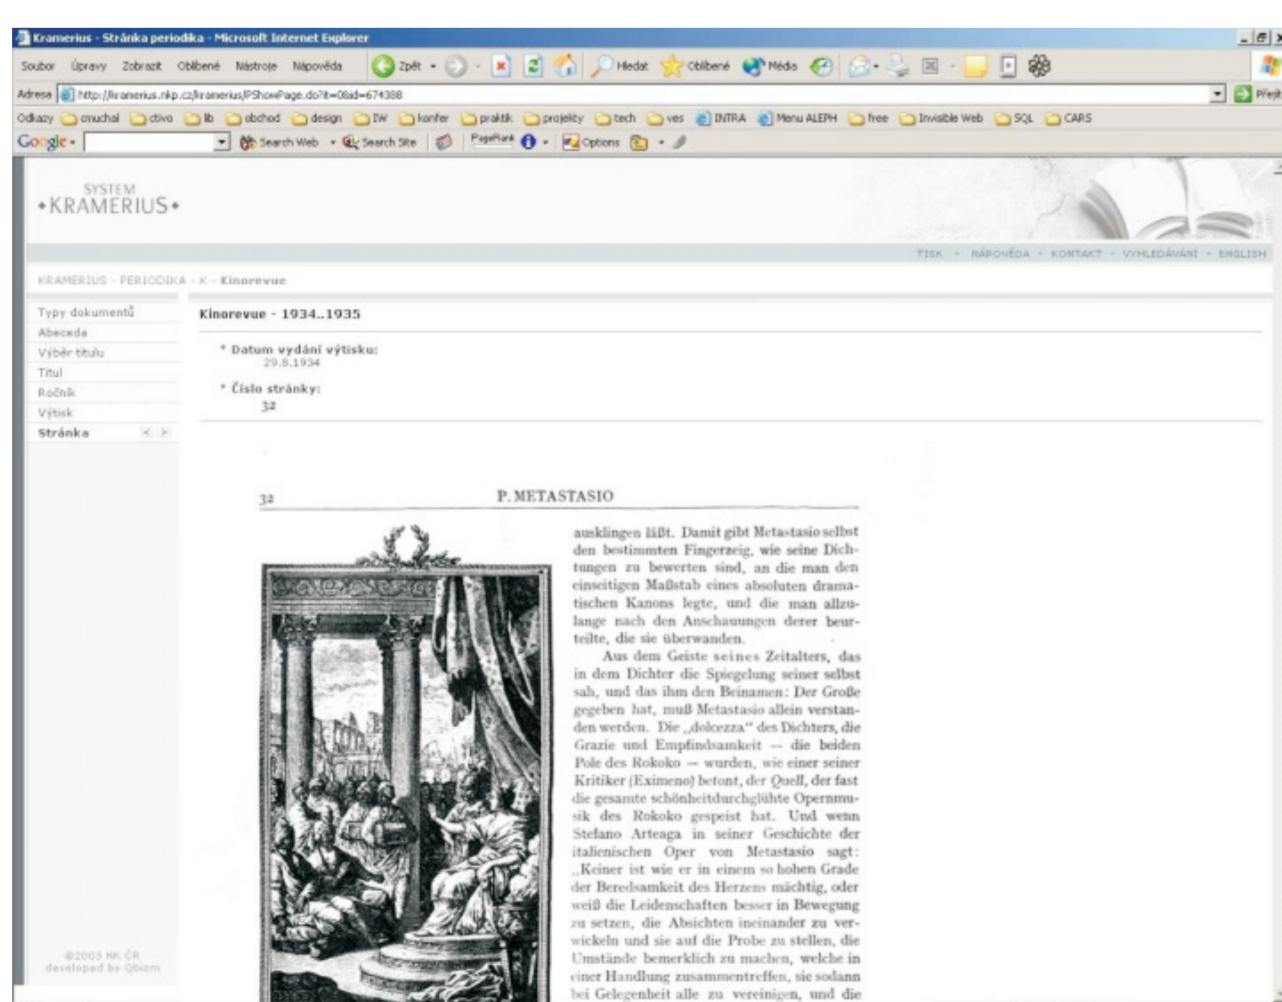 Kramerius - Stránka periodika - Microsoft Internet Explorer
Soubor Úpravy Zobrazit Oblíbené Nástroje Nápověda Zpět Hledat Oblíbené Média
Adresa http://kramerius.nkp.cz/kramerius/PShowPage.do?it=0&id=674388 Přejít
Odkazy cmuchal ctivo lib obchod design IW konfer praktik projekty tech ves INTRA Menu ALEPH free Invisible Web SQL CARS
Google Search Web Search Site PageRank Options
SYSTEM
KRAMERIUS
TISK - NÁPOVĚDA - KONTAKT - VYHLEDÁVÁNÍ - ENGLISH
KRAMERIUS - PERIODIKA - K - Kinorevue
Typy dokumentů
Abeceda
Výběr titulu
Titul
Ročník
Výtisk
Stránka < >
Kinorevue - 1934..1935
* Datum vydání výtisku:
29.8.1934
* Číslo stránky:
32
32 P. METASTASIO
ausklingen läßt. Damit gibt Metastasio selbst
den bestimmten Fingerzeig, wie seine Dich-
tungen zu bewerten sind, an die man den
einseitigen Maßstab eines absoluten drama-
tischen Kanons legte, und die man allzu-
lange nach den Anschauungen derer beur-
teilte, die sie überwanden.
Aus dem Geiste seines Zeitalters, das
in dem Dichter die Spiegelung seiner selbst
sah, und das ihm den Beinamen: Der Große
gegeben hat, muß Metastasio allein verstan-
den werden. Die „dolcezza“ des Dichters, die
Grazie und Empfindsamkeit — die beiden
Pole des Rokoko — wurden, wie einer seiner
Kritiker (Eximeno) betont, der Quell, der fast
die gesamte schönheitdurchglühte Opernmu-
sik des Rokoko gespeist hat. Und wenn
Stefano Arteaga in seiner Geschichte der
italienischen Oper von Metastasio sagt:
„Keiner ist wie er in einem so hohen Grade
der Beredsamkeit des Herzens mächtig, oder
weiß die Leidenschaften besser in Bewegung
zu setzen, die Absichten ineinander zu ver-
wickeln und sie auf die Probe zu stellen, die
Umstände bemerklich zu machen, welche in
einer Handlung zusammentreffen, sie sodann
bei Gelegenheit alle zu vereinigen, und die
©2003 NK ČR
developed by Qbizm